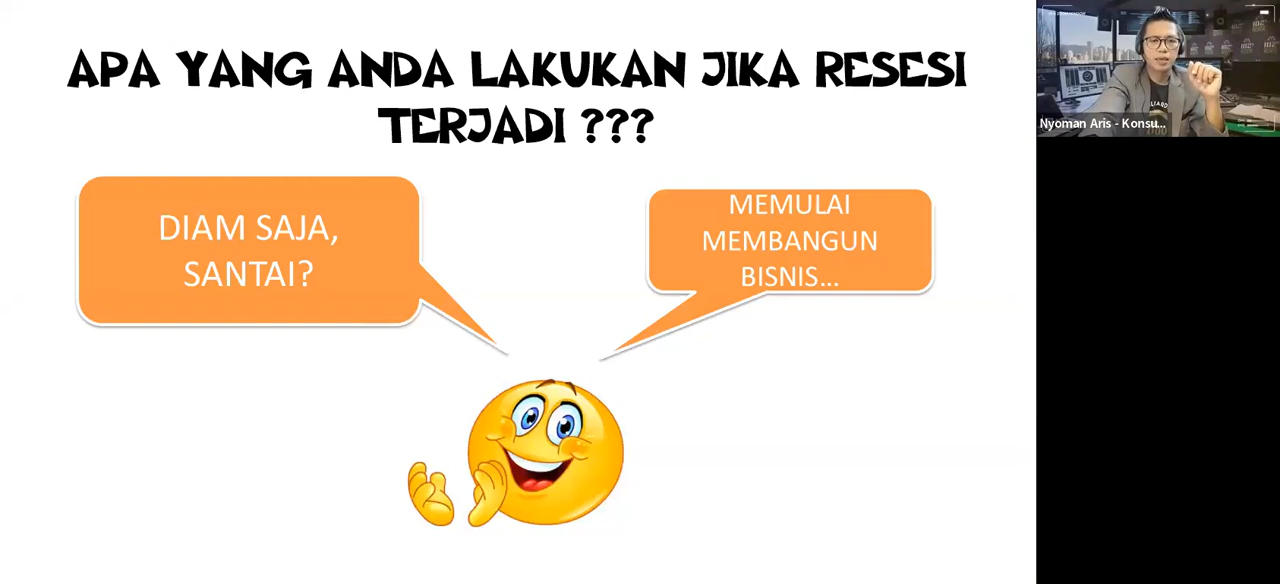 APA YANG ANDA LAKUKAN JIKA RESESI
TERJADI ???
DIAM SAJA,
SANTAI?
MEMULAI
MEMBANGUN
BISNIS...
Nyoman Aris - Konsu...